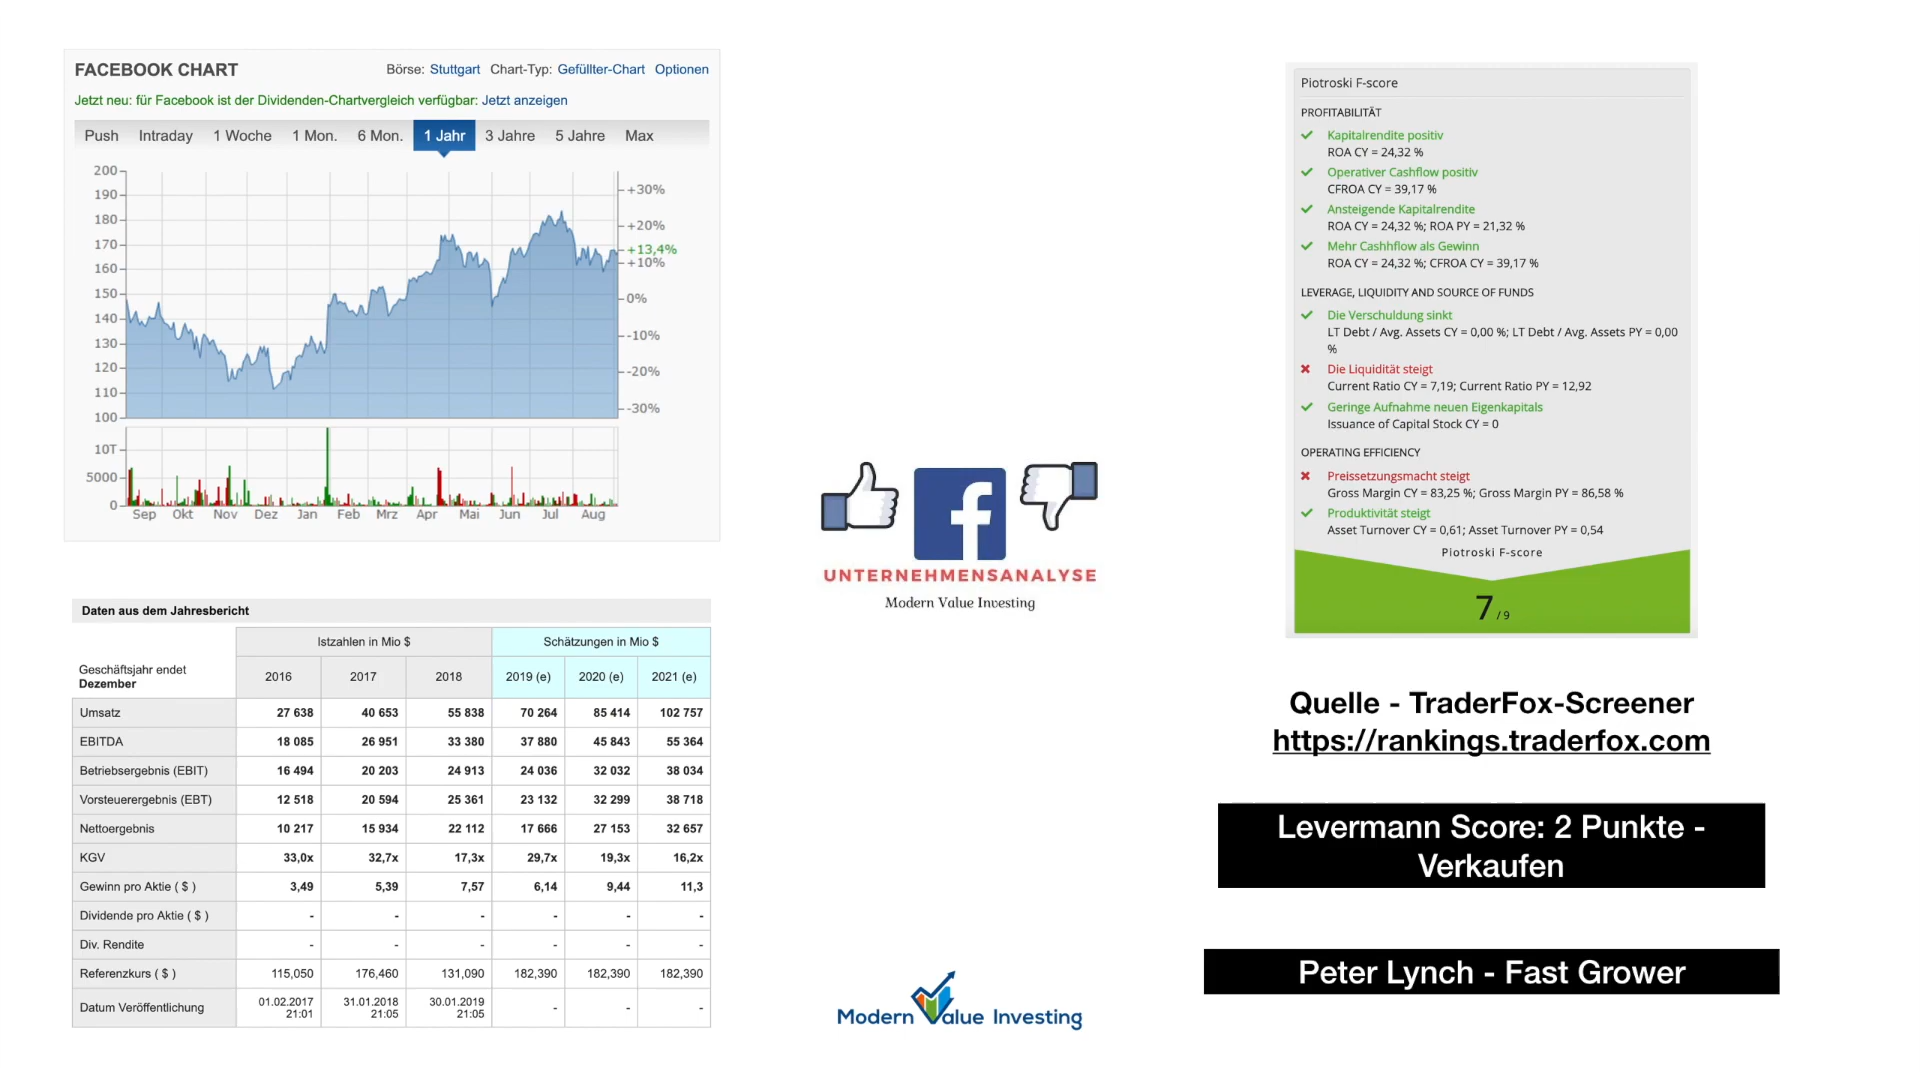 FACEBOOK CHART
Börse: Stuttgart Chart-Typ: Gefüllter-Chart Optionen
Jetzt neu: für Facebook ist der Dividenden-Chartvergleich verfügbar: Jetzt anzeigen
Push Intraday 1 Woche 1 Mon. 6 Mon. 1 Jahr 3 Jahre 5 Jahre Max
200
190
180
170
160
150
140
130
120
110
100
+30%
+20%
+13,4%
+10%
0%
-10%
-20%
-30%
10T
5000
0
Sep Okt Nov Dez Jan Feb Mrz Apr Mai Jun Jul Aug
Daten aus dem Jahresbericht
Istzahlen in Mio $ Schätzungen in Mio $
Geschäftsjahr endet
Dezember
2016 2017 2018 2019 (e) 2020 (e) 2021 (e)
Umsatz 27 638 40 653 55 838 70 264 85 414 102 757
EBITDA 18 085 26 951 33 380 37 880 45 843 55 364
Betriebsergebnis (EBIT) 16 494 20 203 24 913 24 036 32 032 38 034
Vorsteuerergebnis (EBT) 12 518 20 594 25 361 23 132 32 299 38 718
Nettoergebnis 10 217 15 934 22 112 17 666 27 153 32 657
KGV 33,0x 32,7x 17,3x 29,7x 19,3x 16,2x
Gewinn pro Aktie ( $ ) 3,49 5,39 7,57 6,14 9,44 11,3
Dividende pro Aktie ( $ ) - - - - - -
Div. Rendite - - - - - -
Referenzkurs ( $ ) 115,050 176,460 131,090 182,390 182,390 182,390
Datum Veröffentlichung 01.02.2017 31.01.2018 30.01.2019 - - -
21:01 21:05 21:05
f
UNTERNEHMENSANALYSE
Modern Value Investing
Modern Value Investing
Piotroski F-score
PROFITABILITÄT
Kapitalrendite positiv
ROA CY = 24,32 %
Operativer Cashflow positiv
CFROA CY = 39,17 %
Ansteigende Kapitalrendite
ROA CY = 24,32 %; ROA PY = 21,32 %
Mehr Cashhflow als Gewinn
ROA CY = 24,32 %; CFROA CY = 39,17 %
LEVERAGE, LIQUIDITY AND SOURCE OF FUNDS
Die Verschuldung sinkt
LT Debt / Avg. Assets CY = 0,00 %; LT Debt / Avg. Assets PY = 0,00
%
Die Liquidität steigt
Current Ratio CY = 7,19; Current Ratio PY = 12,92
Geringe Aufnahme neuen Eigenkapitals
Issuance of Capital Stock CY = 0
OPERATING EFFICIENCY
Preissetzungsmacht steigt
Gross Margin CY = 83,25 %; Gross Margin PY = 86,58 %
Produktivität steigt
Asset Turnover CY = 0,61; Asset Turnover PY = 0,54
Piotroski F-score
7 / 9
Quelle - TraderFox-Screener
https://rankings.traderfox.com
Levermann Score: 2 Punkte -
Verkaufen
Peter Lynch - Fast Grower